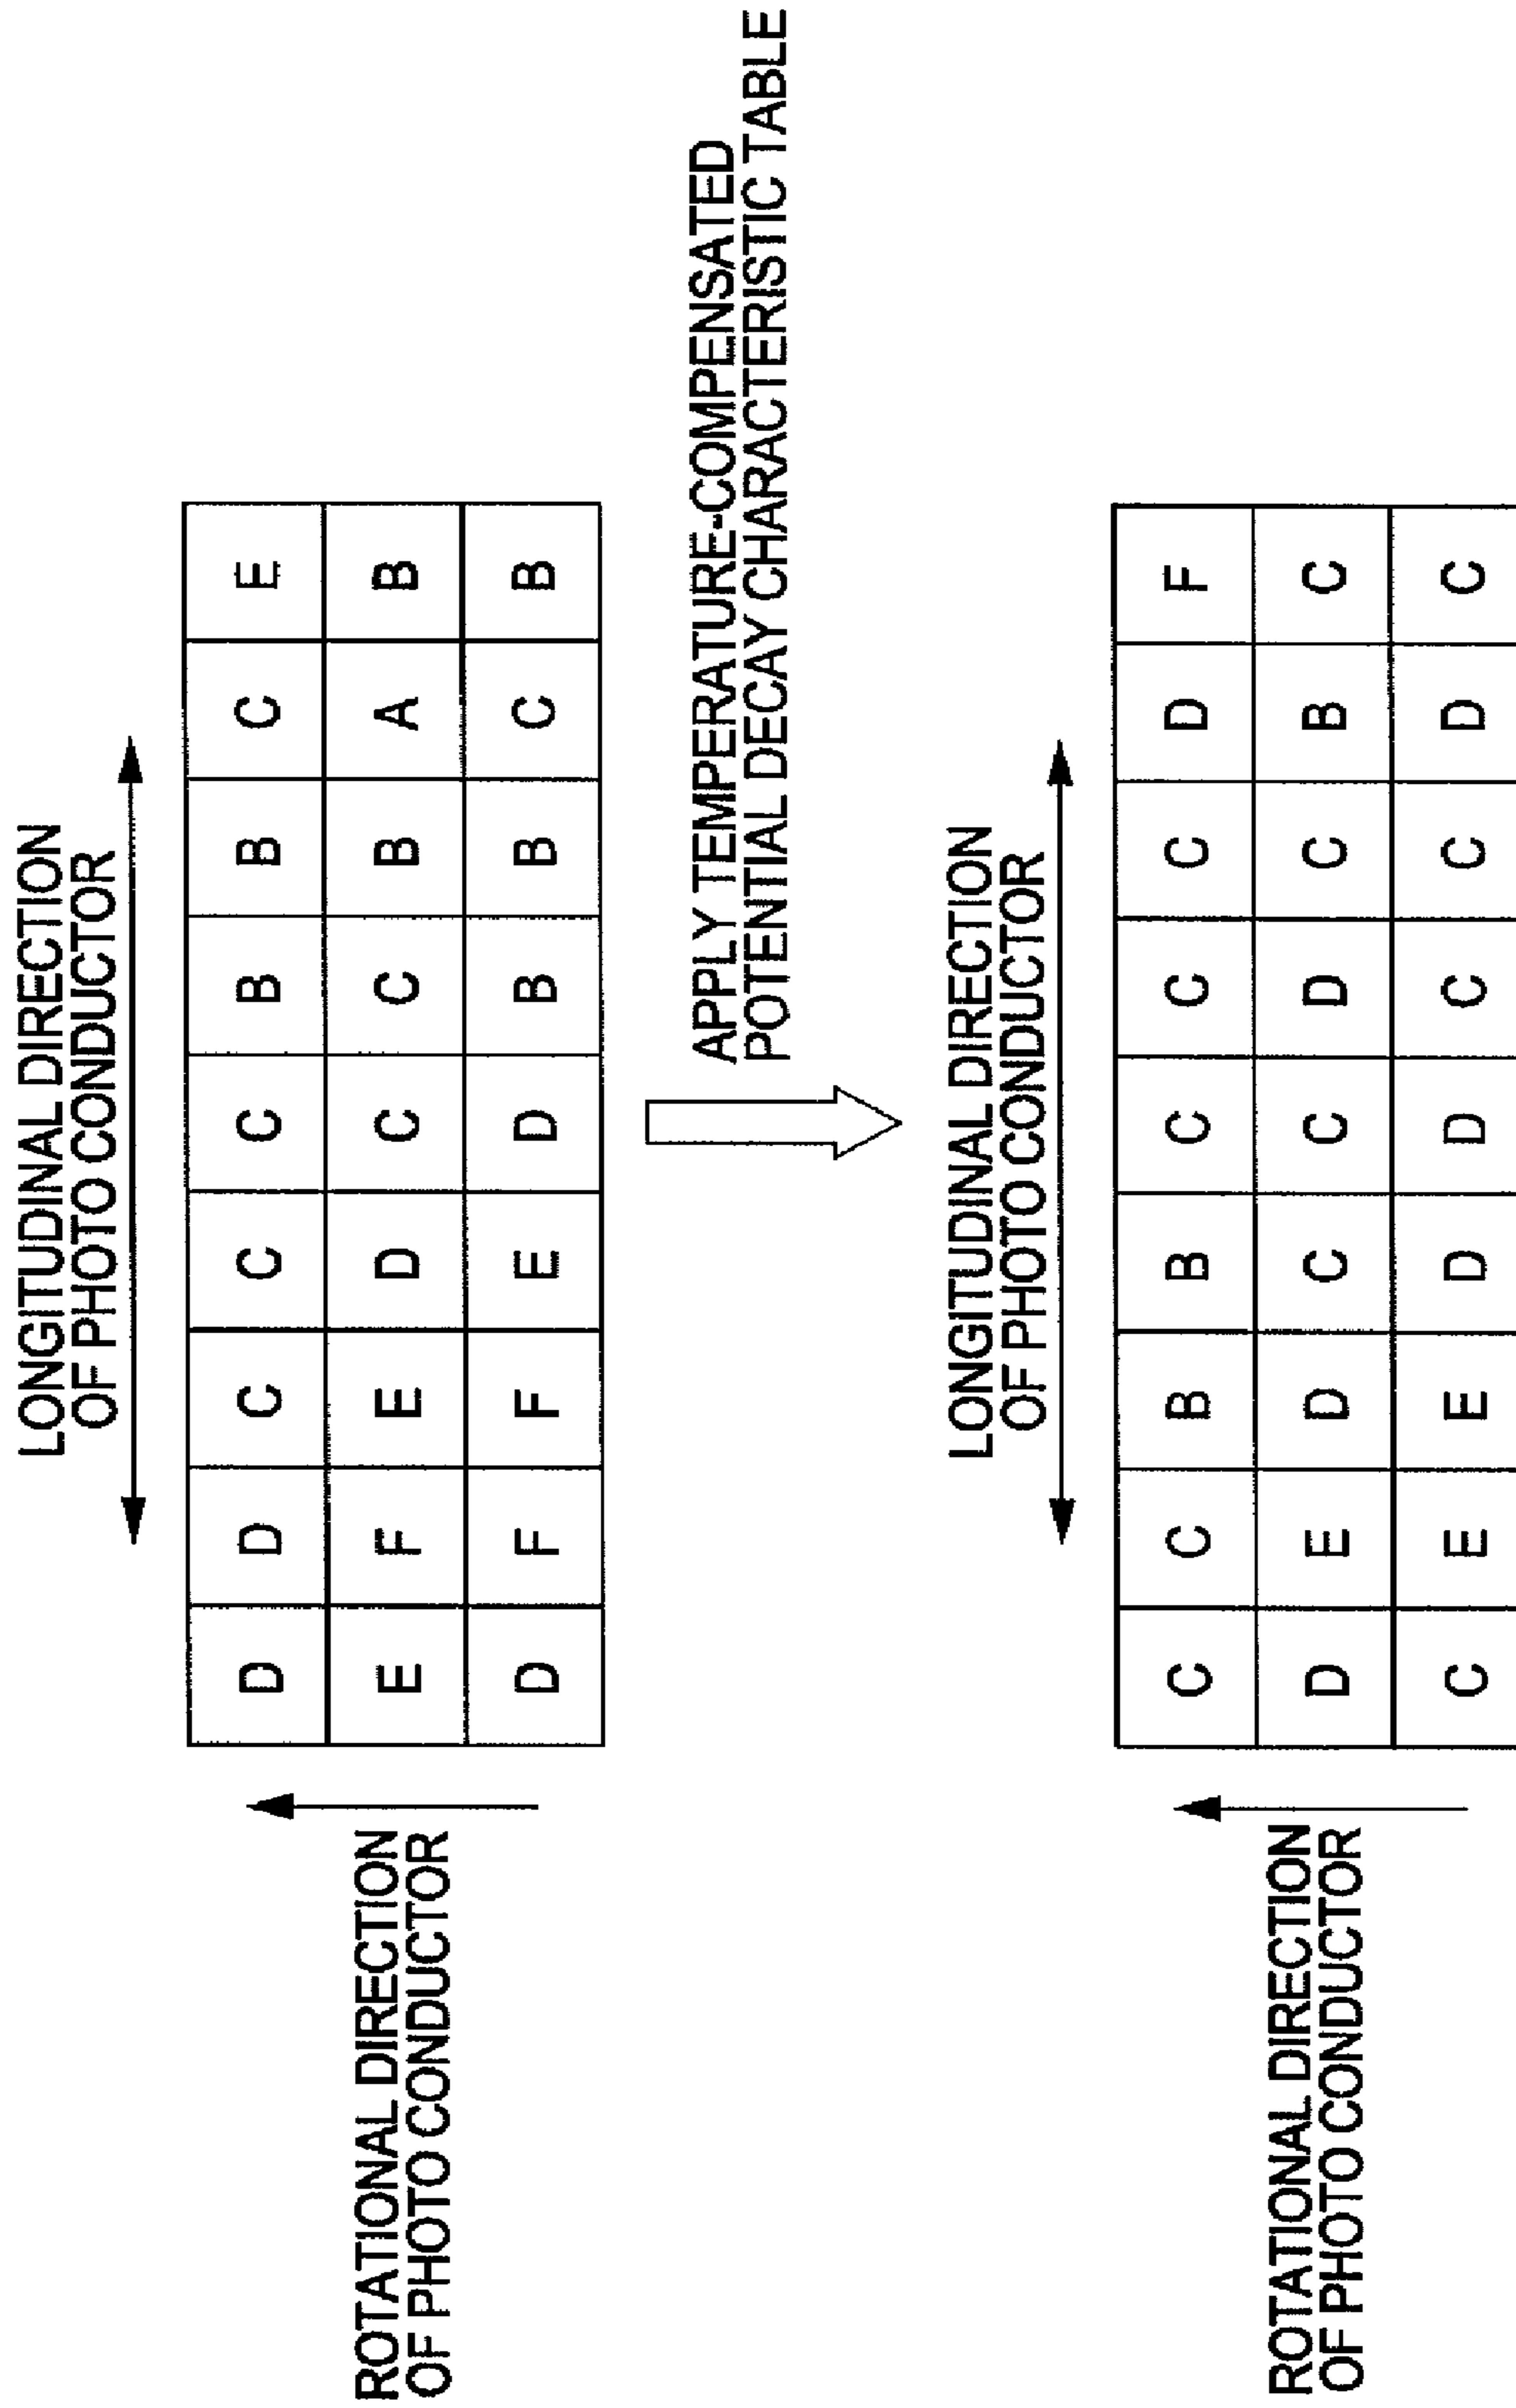 LONGITUDINAL DIRECTION
OF PHOTO CONDUCTOR
ROTATIONAL DIRECTION
OF PHOTO CONDUCTOR
D D C C C B B C E
E F E D C C B A B
D F F E D B B C B
APPLY TEMPERATURE-COMPENSATED
POTENTIAL DECAY CHARACTERISTIC TABLE
LONGITUDINAL DIRECTION
OF PHOTO CONDUCTOR
ROTATIONAL DIRECTION
OF PHOTO CONDUCTOR
C C B B C C C D F
D E D C C D C B C
C E E D D C C D C